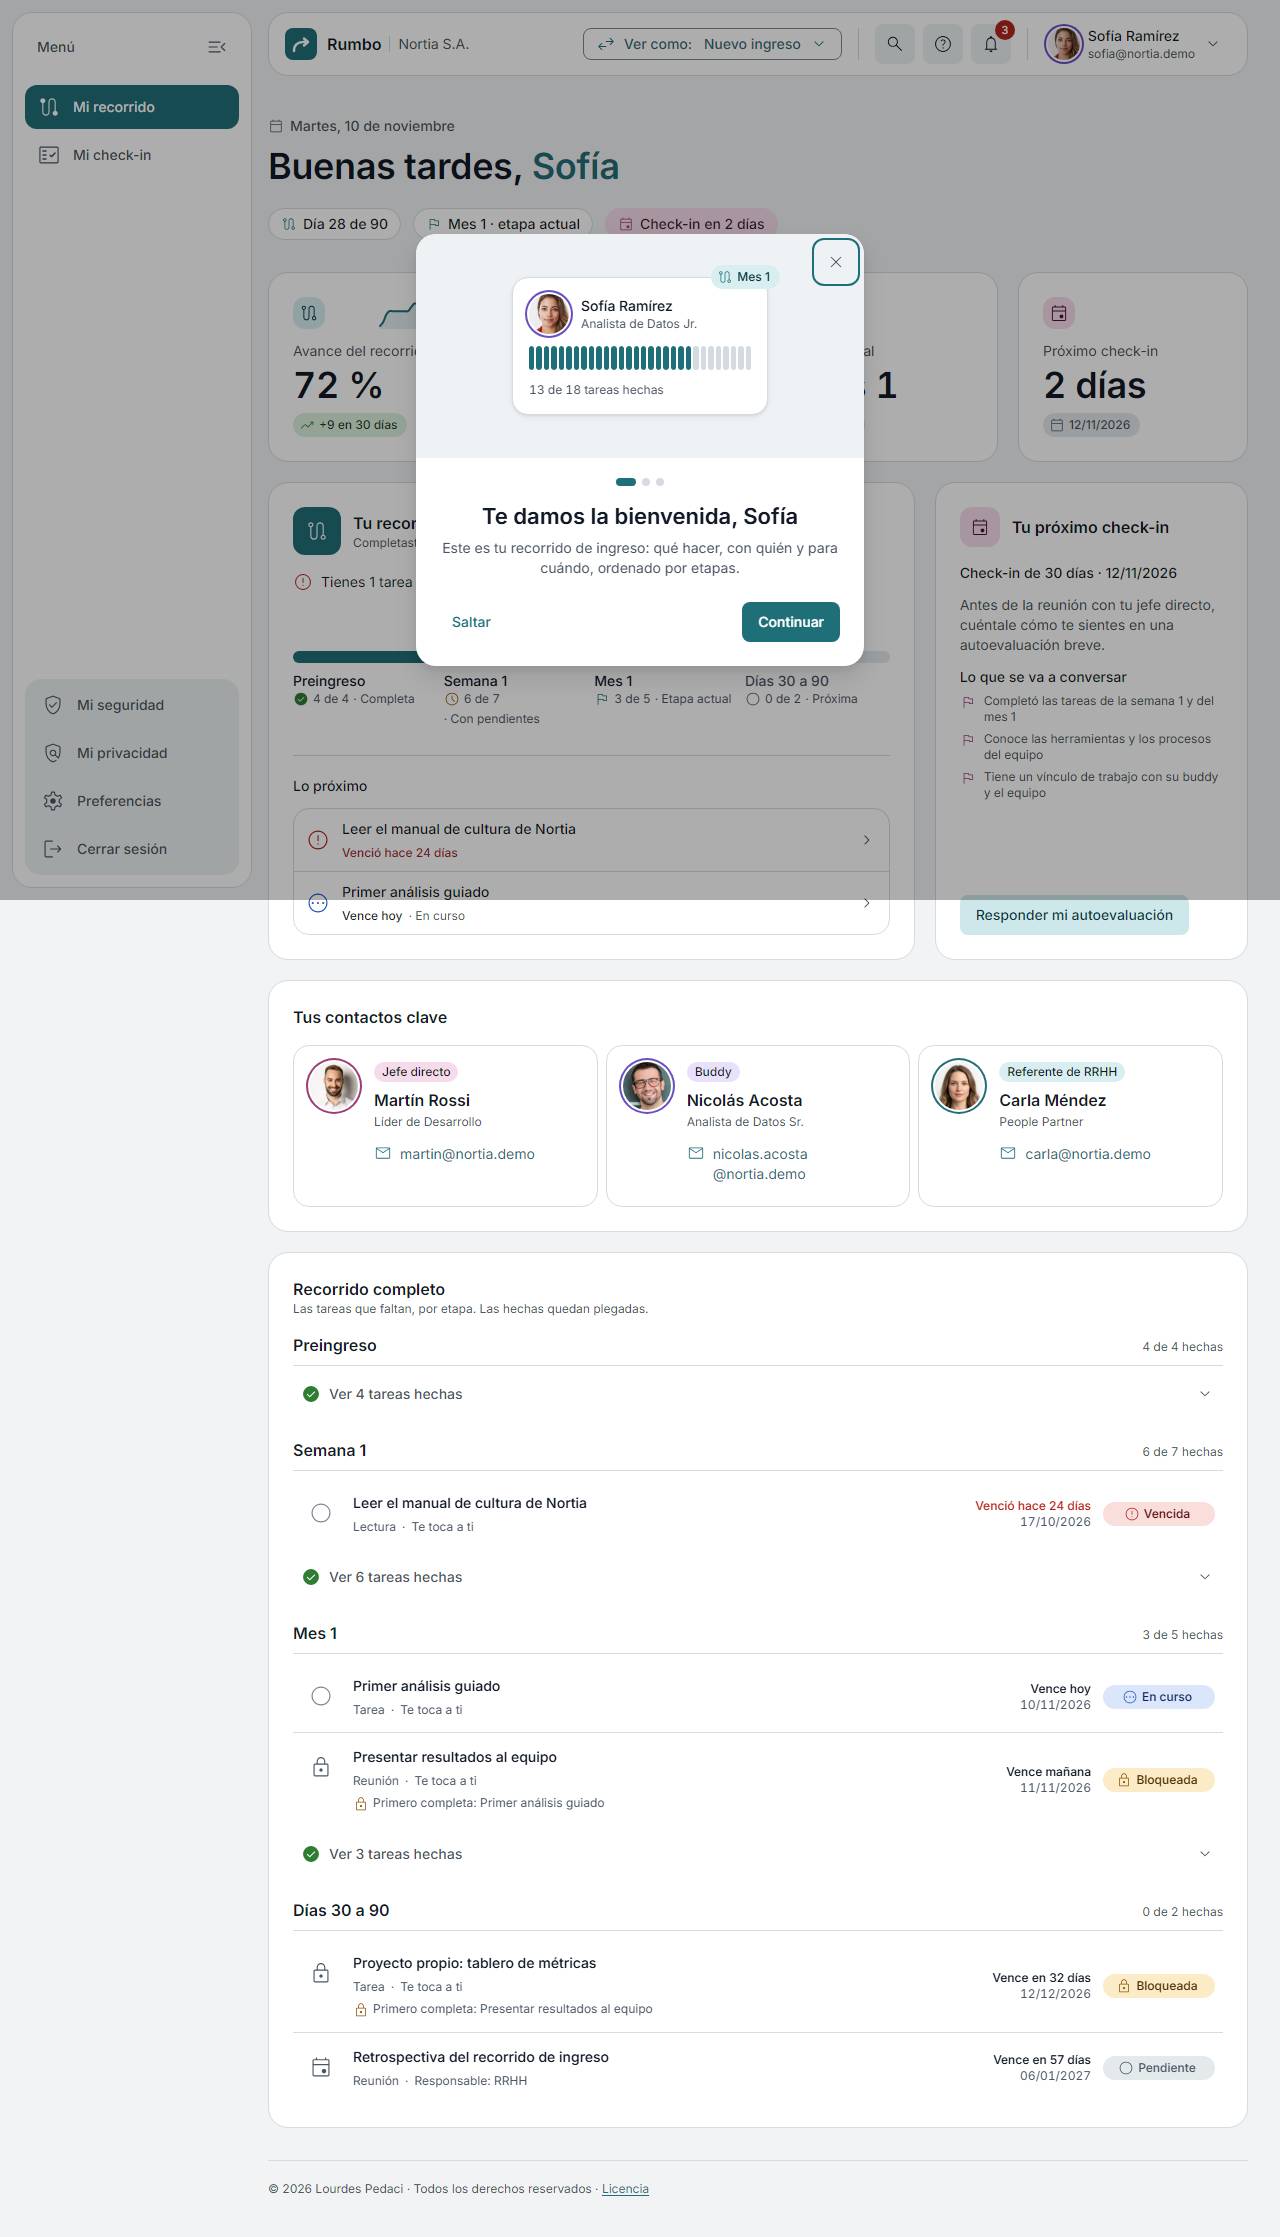 Menú
Mi recorrido
Mi check-in
Mi seguridad
Mi privacidad
Preferencias
Cerrar sesión
Rumbo
Nortia S.A.
Ver como: Nuevo ingreso
3
Sofía Ramírez
sofia@nortia.demo
Martes, 10 de noviembre
Buenas tardes, Sofía
Día 28 de 90
Mes 1 · etapa actual
Check-in en 2 días
Avance del recorri
72 %
+9 en 30 días
al
1
Próximo check-in
2 días
12/11/2026
Mes 1
Sofía Ramírez
Analista de Datos Jr.
13 de 18 tareas hechas
Te damos la bienvenida, Sofía
Este es tu recorrido de ingreso: qué hacer, con quién y para
cuándo, ordenado por etapas.
Saltar
Continuar
Tu recor
Completast
Tienes 1 tarea
Preingreso
4 de 4 · Completa
Semana 1
6 de 7
· Con pendientes
Mes 1
3 de 5 · Etapa actual
Días 30 a 90
0 de 2 · Próxima
Lo próximo
Leer el manual de cultura de Nortia
Venció hace 24 días
Primer análisis guiado
Vence hoy · En curso
Tu próximo check-in
Check-in de 30 días · 12/11/2026
Antes de la reunión con tu jefe directo,
cuéntale cómo te sientes en una
autoevaluación breve.
Lo que se va a conversar
Completó las tareas de la semana 1 y del
mes 1
Conoce las herramientas y los procesos
del equipo
Tiene un vínculo de trabajo con su buddy
y el equipo
Responder mi autoevaluación
Tus contactos clave
Jefe directo
Martín Rossi
Líder de Desarrollo
martin@nortia.demo
Buddy
Nicolás Acosta
Analista de Datos Sr.
nicolas.acosta
@nortia.demo
Referente de RRHH
Carla Méndez
People Partner
carla@nortia.demo
Recorrido completo
Las tareas que faltan, por etapa. Las hechas quedan plegadas.
Preingreso
4 de 4 hechas
Ver 4 tareas hechas
Semana 1
6 de 7 hechas
Leer el manual de cultura de Nortia
Lectura · Te toca a ti
Venció hace 24 días
17/10/2026
Vencida
Ver 6 tareas hechas
Mes 1
3 de 5 hechas
Primer análisis guiado
Tarea · Te toca a ti
Vence hoy
10/11/2026
En curso
Presentar resultados al equipo
Reunión · Te toca a ti
Primero completa: Primer análisis guiado
Vence mañana
11/11/2026
Bloqueada
Ver 3 tareas hechas
Días 30 a 90
0 de 2 hechas
Proyecto propio: tablero de métricas
Tarea · Te toca a ti
Primero completa: Presentar resultados al equipo
Vence en 32 días
12/12/2026
Bloqueada
Retrospectiva del recorrido de ingreso
Reunión · Responsable: RRHH
Vence en 57 días
06/01/2027
Pendiente
© 2026 Lourdes Pedaci · Todos los derechos reservados · Licencia